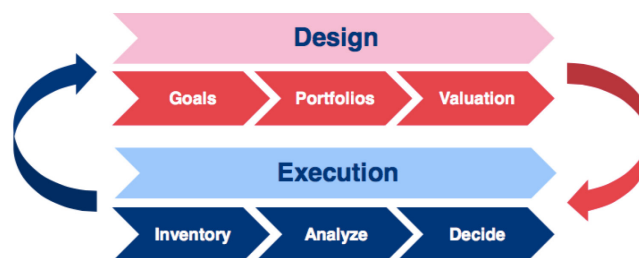 Design
Goals Portfolios Valuation
Execution
Inventory Analyze Decide